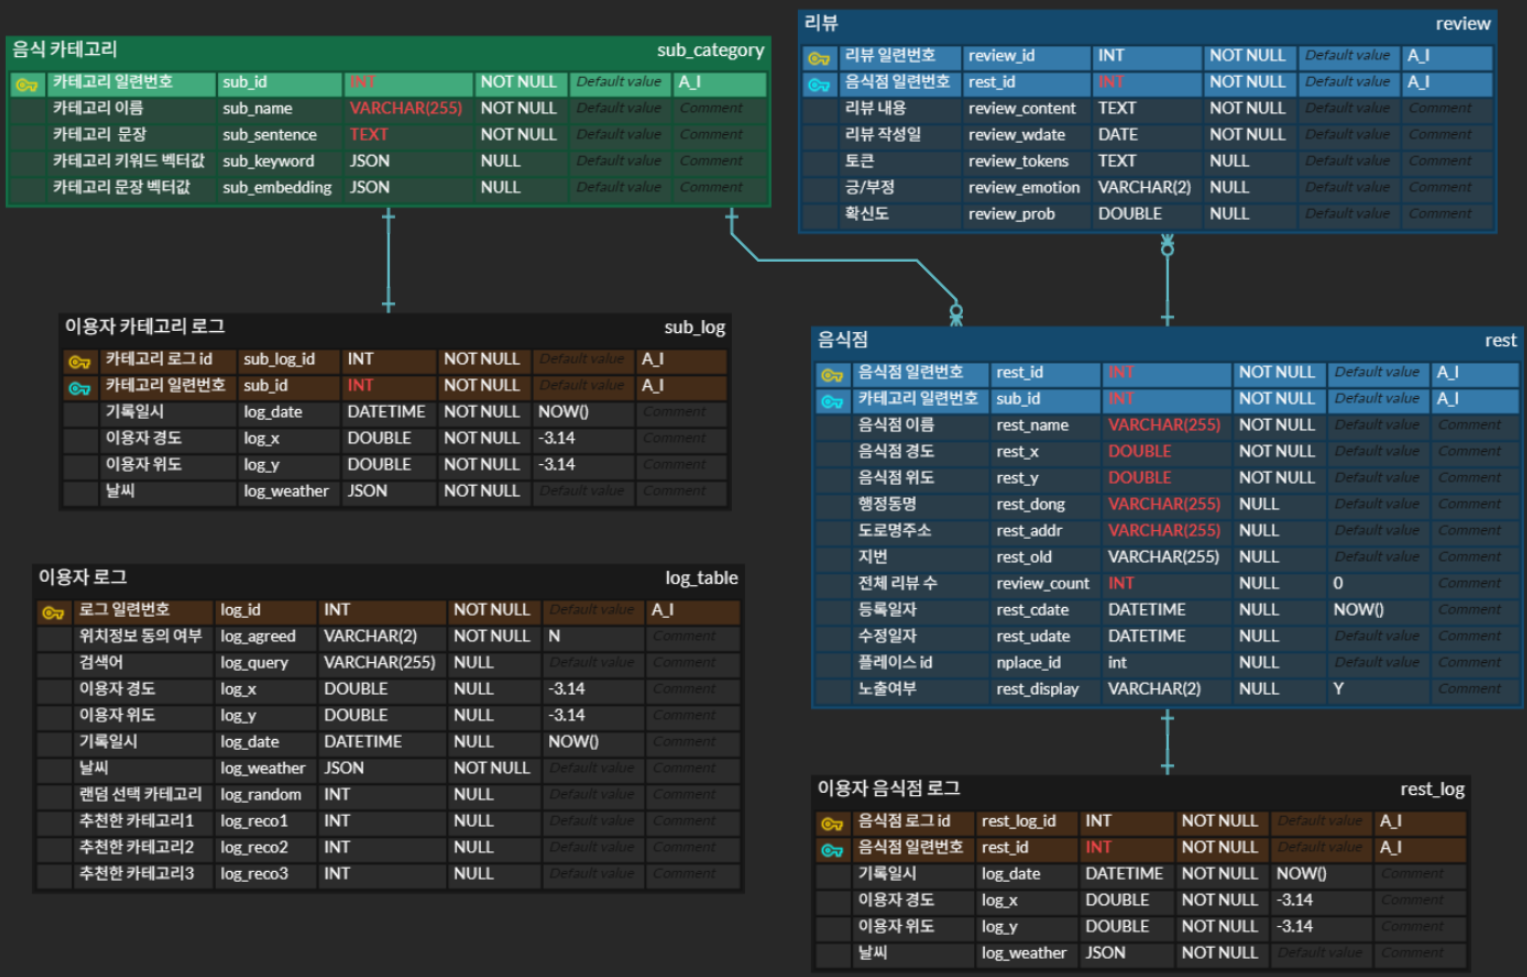 음식 카테고리 sub_category
카테고리 일련번호 sub_id INT NOT NULL Default value A_I
카테고리 이름 sub_name VARCHAR(255) NOT NULL Default value Comment
카테고리 문장 sub_sentence TEXT NOT NULL Default value Comment
카테고리 키워드 벡터값 sub_keyword JSON NULL Default value Comment
카테고리 문장 벡터값 sub_embedding JSON NULL Default value Comment
리뷰 review
리뷰 일련번호 review_id INT NOT NULL Default value A_I
음식점 일련번호 rest_id INT NOT NULL Default value A_I
리뷰 내용 review_content TEXT NOT NULL Default value Comment
리뷰 작성일 review_wdate DATE NOT NULL Default value Comment
토큰 review_tokens TEXT NULL Default value Comment
긍/부정 review_emotion VARCHAR(2) NULL Default value Comment
확신도 review_prob DOUBLE NULL Default value Comment
이용자 카테고리 로그 sub_log
카테고리 로그 id sub_log_id INT NOT NULL Default value A_I
카테고리 일련번호 sub_id INT NOT NULL Default value A_I
기록일시 log_date DATETIME NOT NULL NOW() Comment
이용자 경도 log_x DOUBLE NOT NULL -3.14 Comment
이용자 위도 log_y DOUBLE NOT NULL -3.14 Comment
날씨 log_weather JSON NOT NULL Default value Comment
음식점 rest
음식점 일련번호 rest_id INT NOT NULL Default value A_I
카테고리 일련번호 sub_id INT NOT NULL Default value A_I
음식점 이름 rest_name VARCHAR(255) NOT NULL Default value Comment
음식점 경도 rest_x DOUBLE NOT NULL Default value Comment
음식점 위도 rest_y DOUBLE NOT NULL Default value Comment
행정동명 rest_dong VARCHAR(255) NULL Default value Comment
도로명주소 rest_addr VARCHAR(255) NULL Default value Comment
지번 rest_old VARCHAR(255) NULL Default value Comment
전체 리뷰 수 review_count INT NULL 0 Comment
등록일자 rest_cdate DATETIME NULL NOW() Comment
수정일자 rest_udate DATETIME NULL Default value Comment
플레이스 id nplace_id int NULL Default value Comment
노출여부 rest_display VARCHAR(2) NULL Y Comment
이용자 로그 log_table
로그 일련번호 log_id INT NOT NULL Default value A_I
위치정보 동의 여부 log_agreed VARCHAR(2) NOT NULL N Comment
검색어 log_query VARCHAR(255) NULL Default value Comment
이용자 경도 log_x DOUBLE NULL -3.14 Comment
이용자 위도 log_y DOUBLE NULL -3.14 Comment
기록일시 log_date DATETIME NULL NOW() Comment
날씨 log_weather JSON NOT NULL Default value Comment
랜덤 선택 카테고리 log_random INT NULL Default value Comment
추천한 카테고리1 log_reco1 INT NULL Default value Comment
추천한 카테고리2 log_reco2 INT NULL Default value Comment
추천한 카테고리3 log_reco3 INT NULL Default value Comment
이용자 음식점 로그 rest_log
음식점 로그 id rest_log_id INT NOT NULL Default value A_I
음식점 일련번호 rest_id INT NOT NULL Default value A_I
기록일시 log_date DATETIME NOT NULL NOW() Comment
이용자 경도 log_x DOUBLE NOT NULL -3.14 Comment
이용자 위도 log_y DOUBLE NOT NULL -3.14 Comment
날씨 log_weather JSON NOT NULL Default value Comment